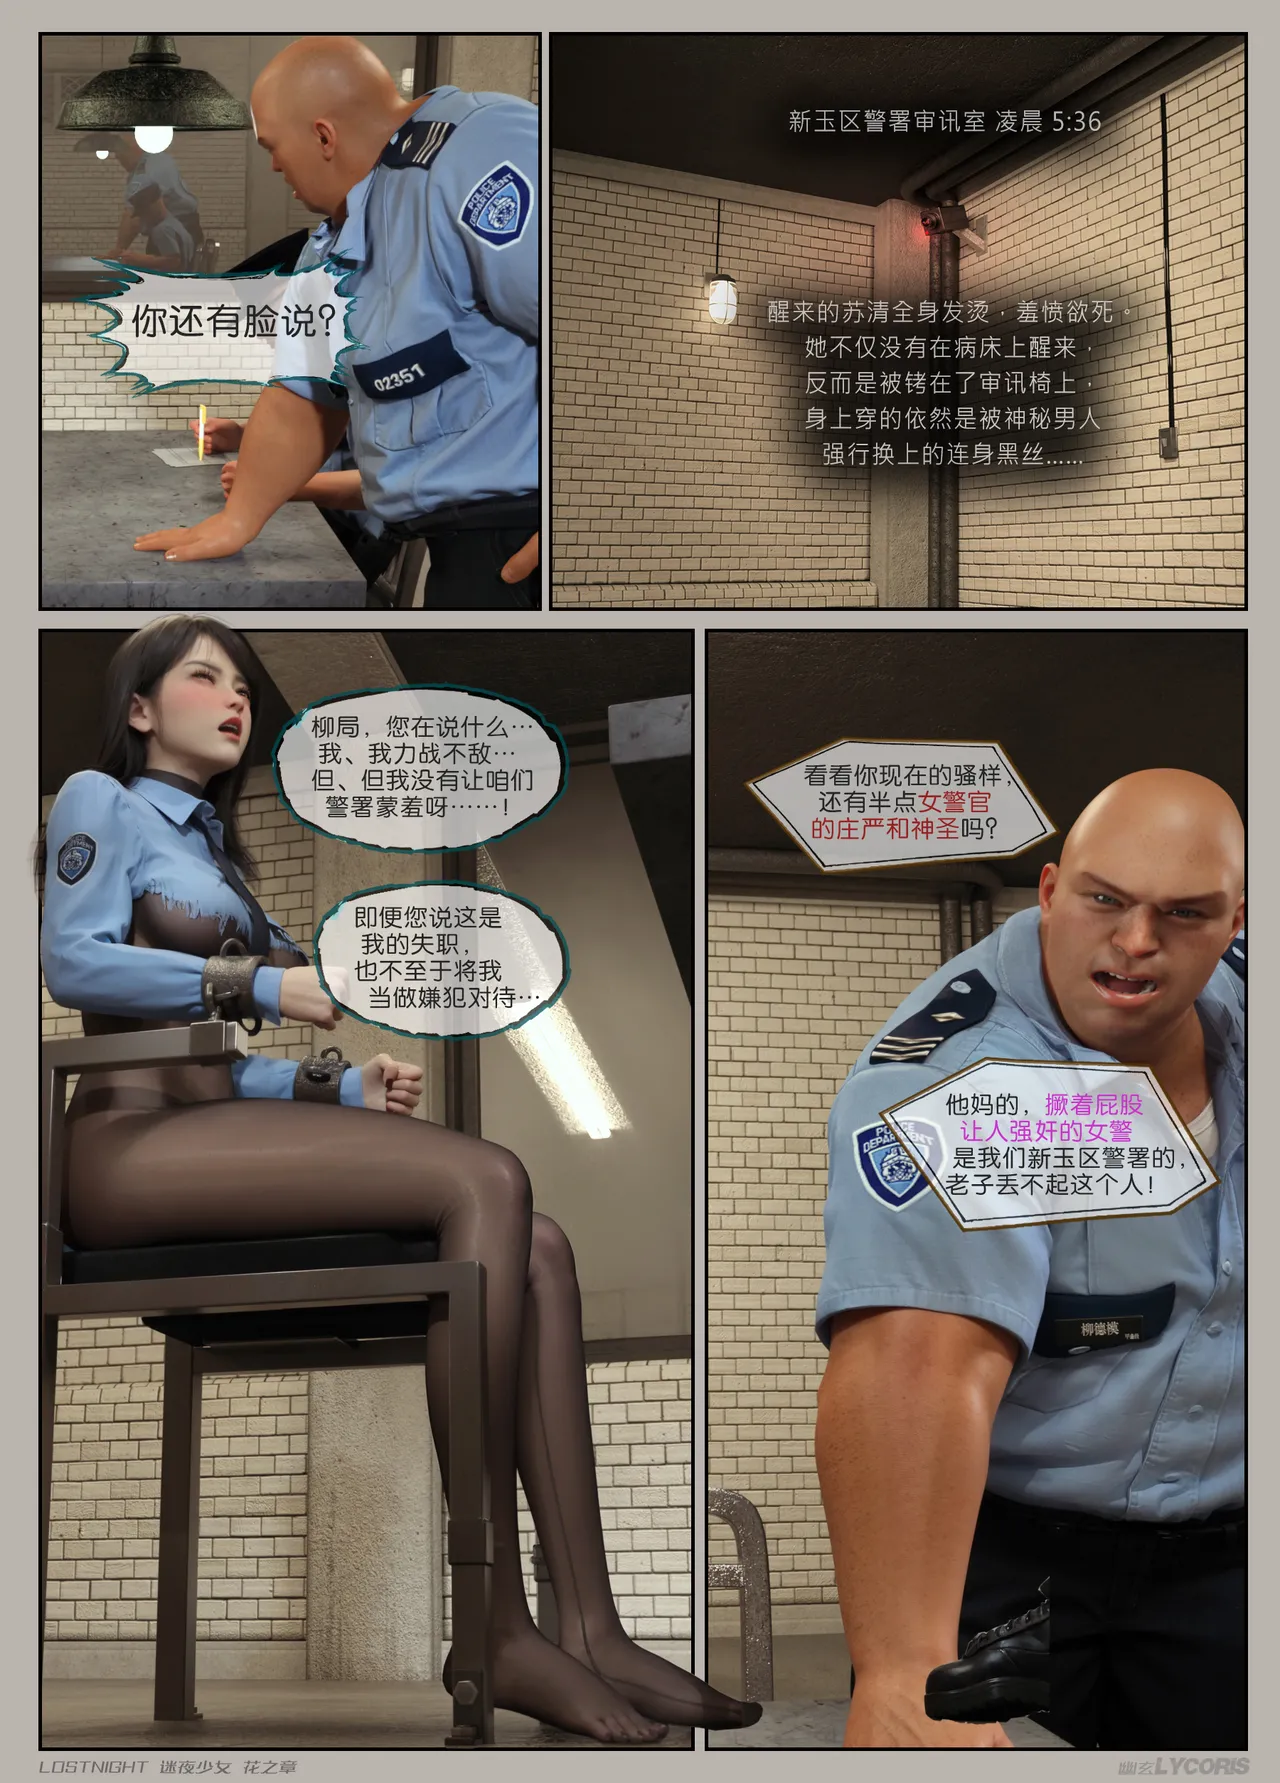 你还有脸说?
POLICE
DEPARTMENT
02351
新玉区警署审讯室 凌晨 5:36
醒来的苏清全身发烫,羞愤欲死。
她不仅没有在病床上醒来,
反而是被铐在了审讯椅上,
身上穿的依然是被神秘男人
强行换上的连身黑丝……
柳局, 您在说什么…
我、我力战不敌…
但、但我没有让咱们
警署蒙羞呀……!
即便您说这是
我的失职,
也不至于将我
当做嫌犯对待…
看看你现在的骚样,
还有半点女警官
的庄严和神圣吗?
他妈的, 撅着屁股
让人强奸的女警
是我们新玉区警署的,
老子丢不起这个人!
POLICE
DEPARTMENT
柳德模
LOSTNIGHT 迷夜少女 花之章
幽玄LYCORIS